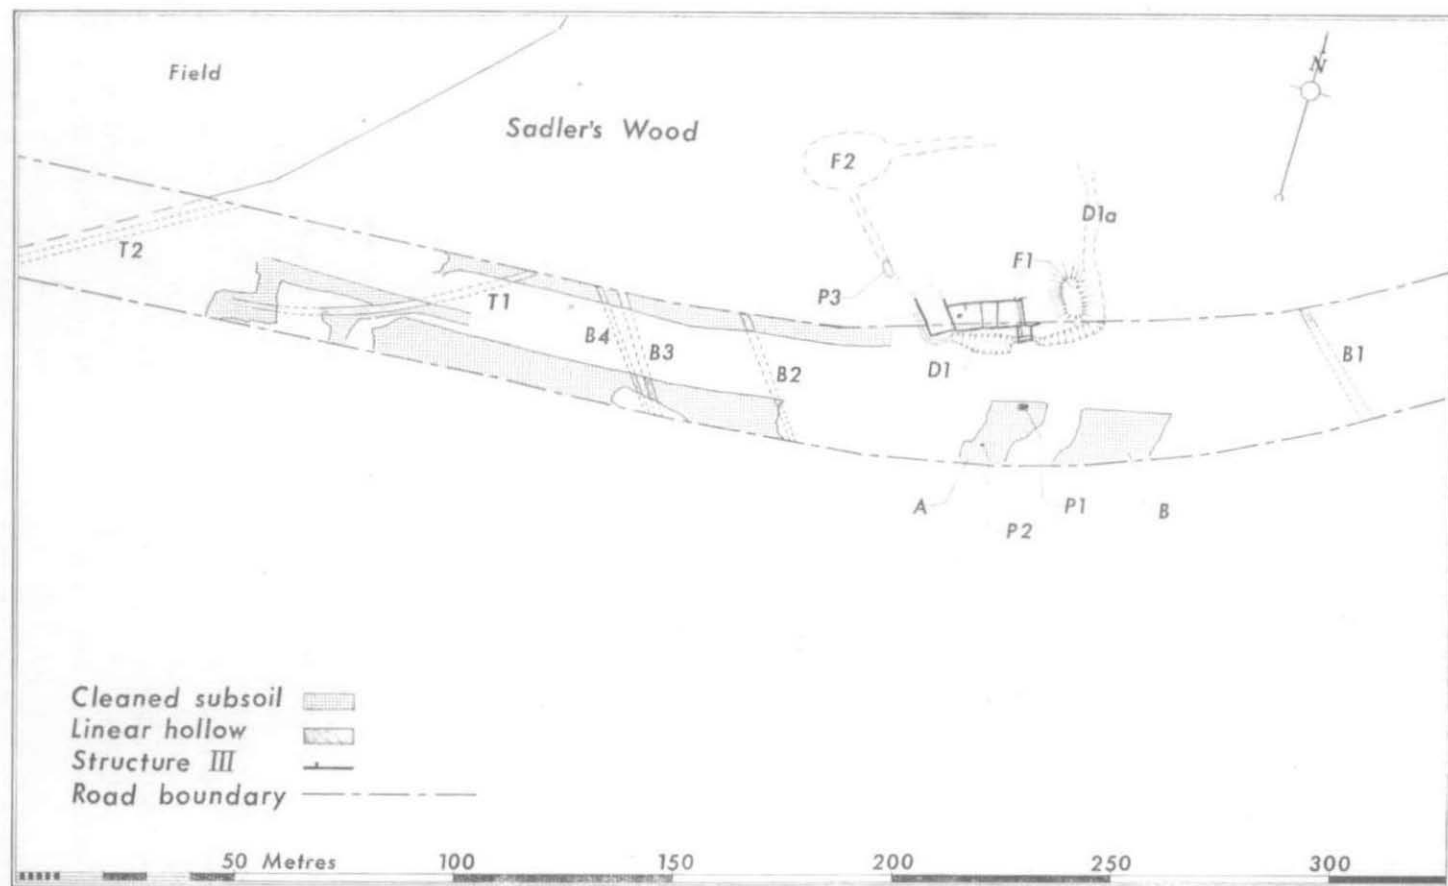 Field
Sadler's Wood
N
F2
D1a
F1
T2
P3
T1
B4
B3
B2
D1
B1
A
P1
B
P2
Cleaned subsoil
Linear hollow
Structure III
Road boundary
50 Metres 100 150 200 250 300